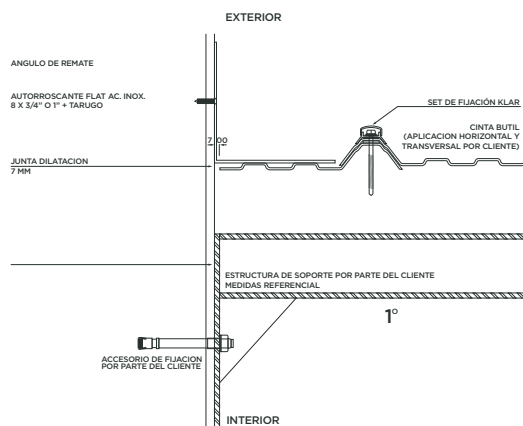 EXTERIOR
ANGULO DE REMATE
AUTORROSCANTE FLAT AC. INOX.
8 X 3/4" O 1" + TARUGO
SET DE FIJACIÓN KLAR
CINTA BUTIL
(APLICACION HORIZONTAL Y
TRANSVERSAL POR CLIENTE)
7 00
JUNTA DILATACION
7 MM
ESTRUCTURA DE SOPORTE POR PARTE DEL CLIENTE
MEDIDAS REFERENCIAL
1°
ACCESORIO DE FIJACION
POR PARTE DEL CLIENTE
INTERIOR